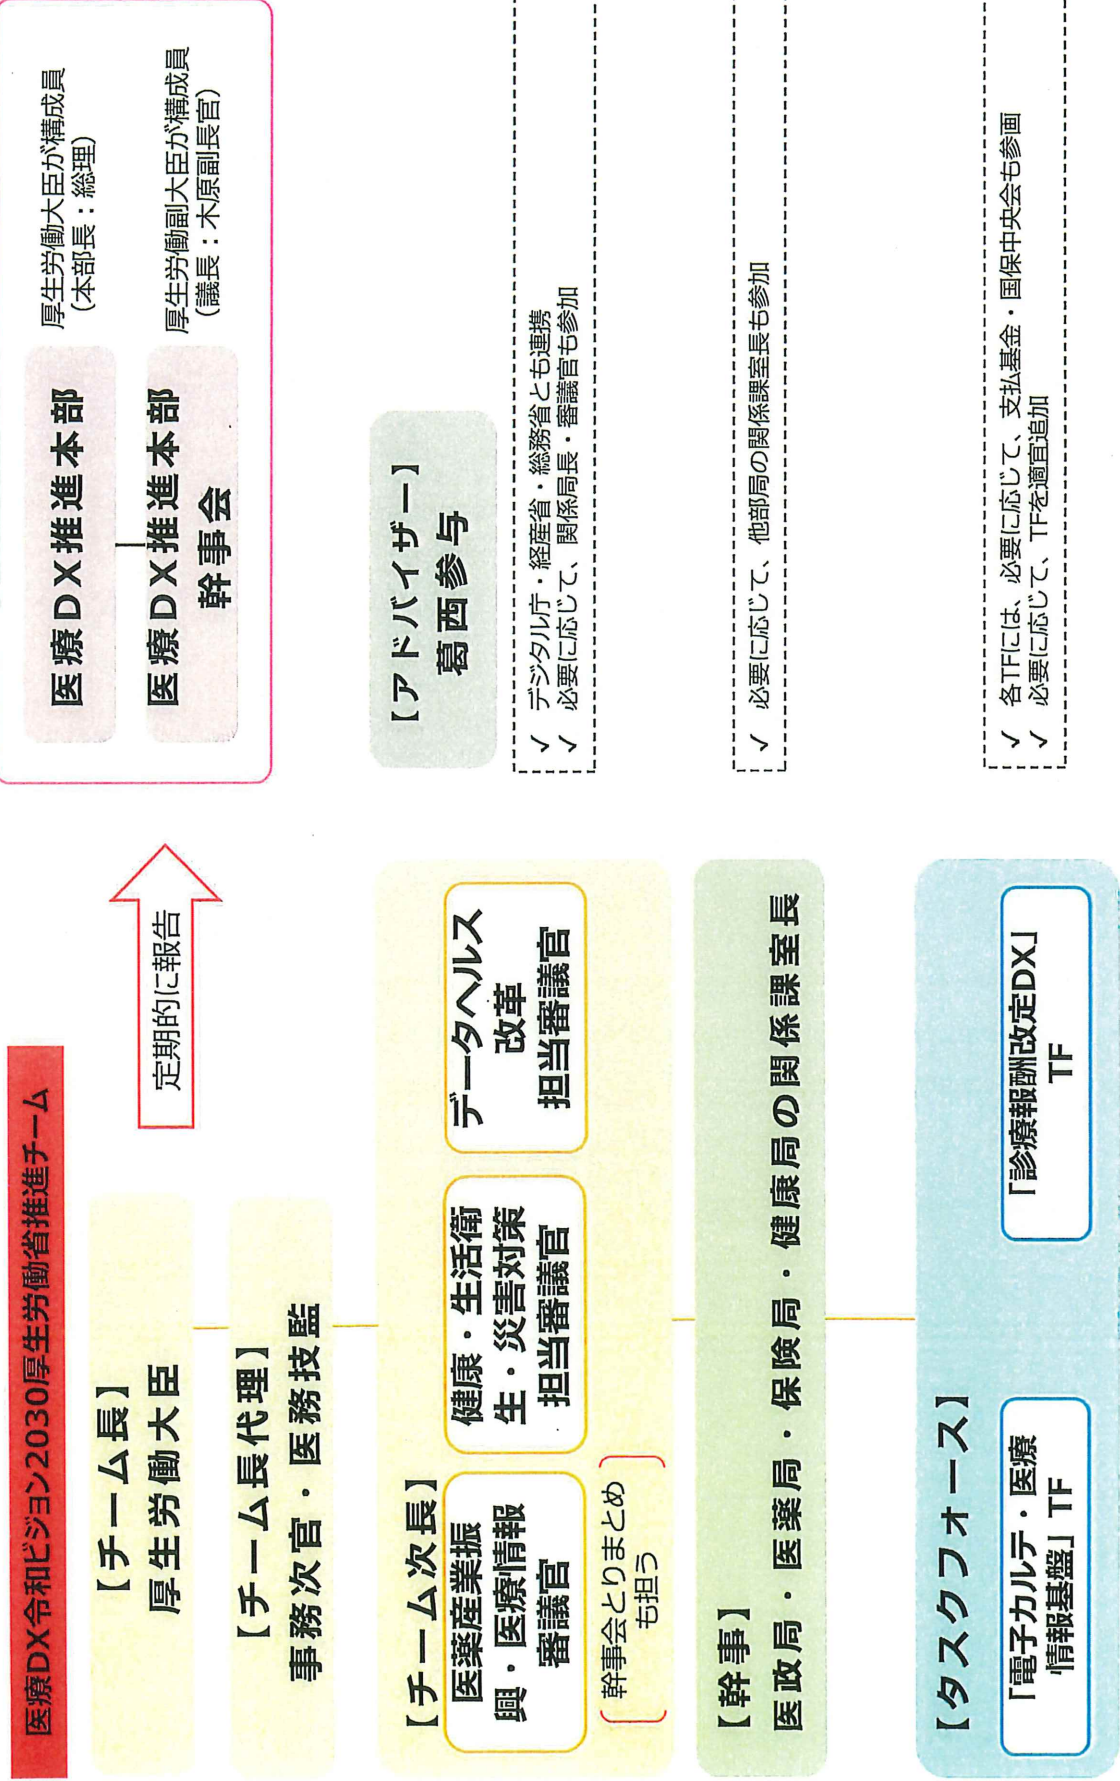 医療DX令和ビジョン2030厚生労働省推進チーム
【チーム長】
厚生労働大臣
【チーム長代理】
事務次官・医務技監
定期的に報告
医療DX推進本部
厚生労働大臣が構成員
（本部長：総理）
医療DX推進本部
幹事会
厚生労働副大臣が構成員
（議長：木原副長官）
【チーム次長】
医薬産業振
興・医療情報
審議官
健康・生活衛
生・災害対策
担当審議官
データヘルス
改革
担当審議官
幹事会とりまとめ
も担う
【アドバイザー】
葛西参与
✓ デジタル庁・経産省・総務省とも連携
✓ 必要に応じて、関係局長・審議官も参加
【幹事】
医政局・医薬局・保険局・健康局の関係課室長
✓ 必要に応じて、他部局の関係課室長も参加
【タスクフォース】
「電子カルテ・医療
情報基盤」TF
「診療報酬改定DX」
TF
✓ 各TFには、必要に応じて、支払基金・国保中央会も参画
✓ 必要に応じて、TFを適宜追加